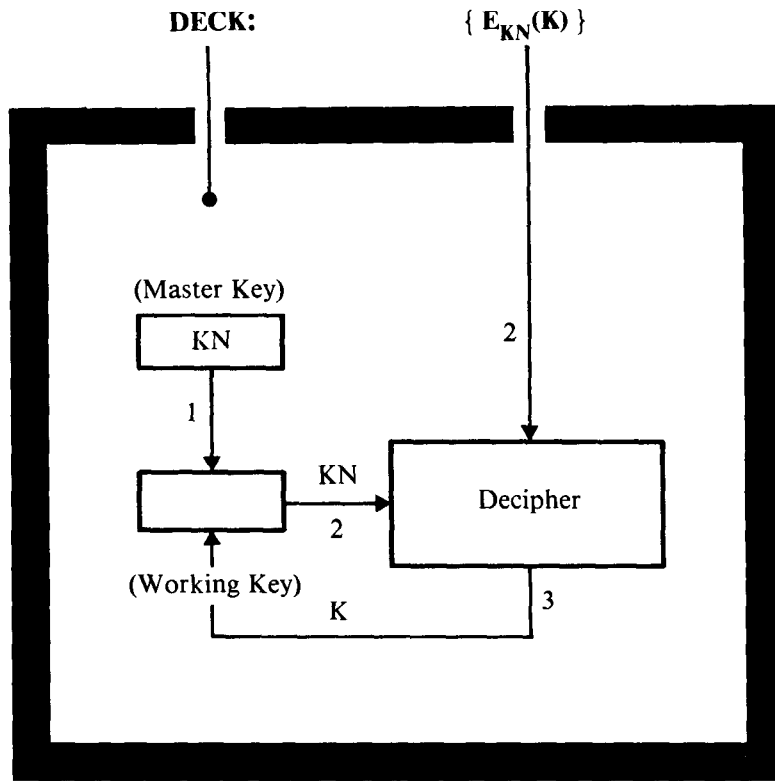 DECK: { E_KN(K) }
(Master Key)
KN
2
1
KN
Decipher
2
(Working Key)
3
K